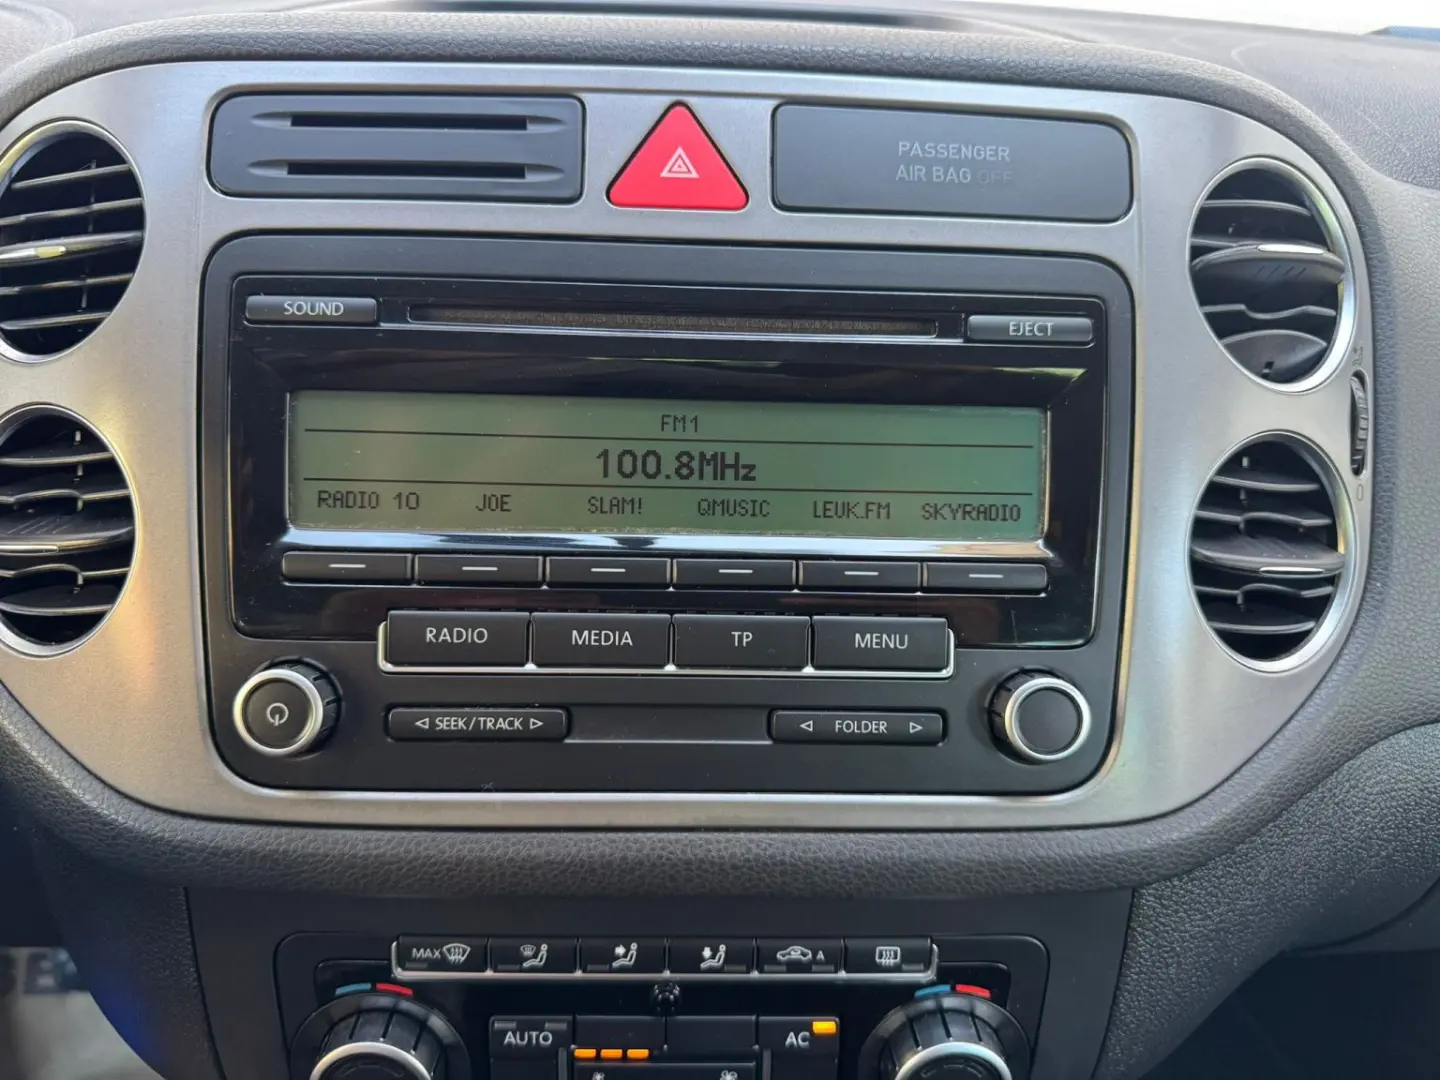 PASSENGER
AIR BAG OFF
SOUND
EJECT
FM1
100.8MHz
RADIO 10 JOE SLAM! QMUSIC LEUK.FM SKYRADIO
RADIO MEDIA TP MENU
SEEK/TRACK FOLDER
MAX A
AUTO AC
0